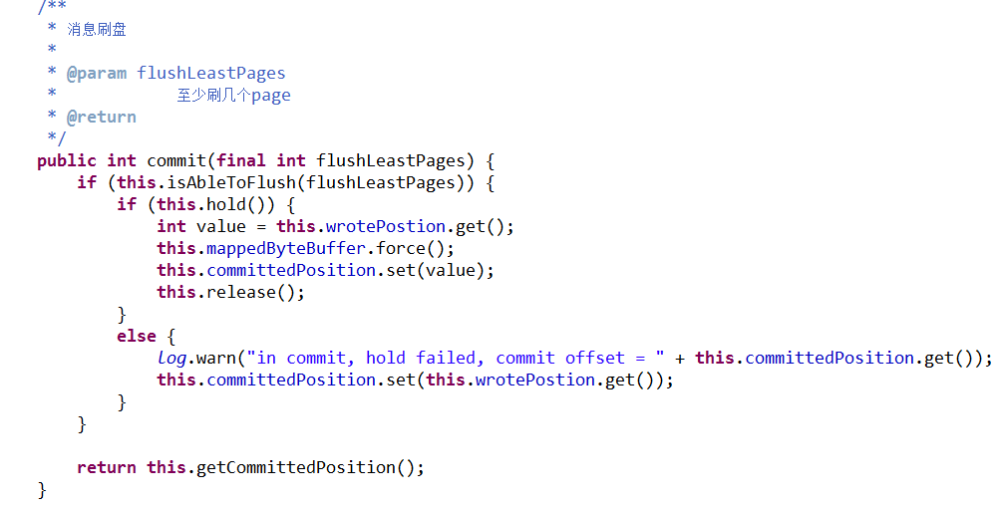 /**
 * 消息刷盘
 *
 * @param flushLeastPages
 *            至少刷几个page
 * @return
 */
public int commit(final int flushLeastPages) {
    if (this.isAbleToFlush(flushLeastPages)) {
        if (this.hold()) {
            int value = this.wrotePostion.get();
            this.mappedByteBuffer.force();
            this.committedPosition.set(value);
            this.release();
        }
        else {
            log.warn("in commit, hold failed, commit offset = " + this.committedPosition.get());
            this.committedPosition.set(this.wrotePostion.get());
        }
    }

    return this.getCommittedPosition();
}